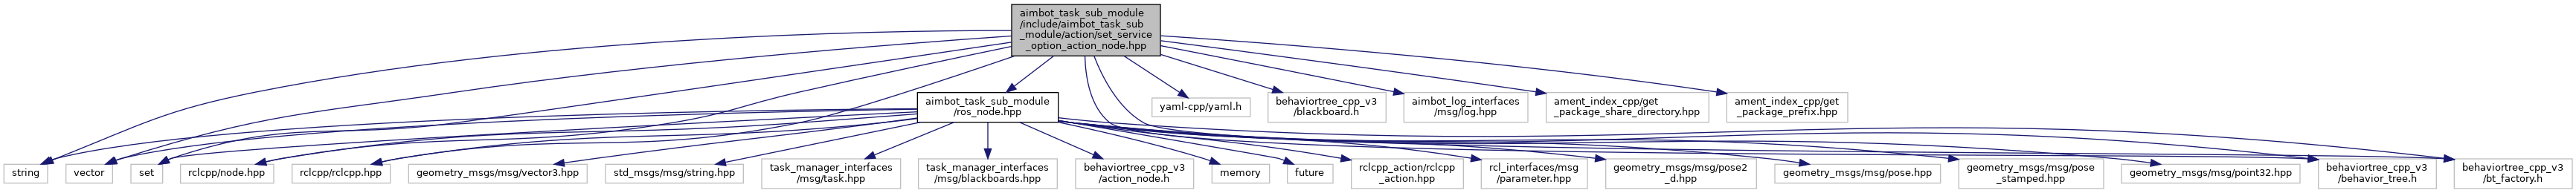 aimbot_task_sub_module
/include/aimbot_task_sub
_module/action/set_service
_option_action_node.hpp
aimbot_task_sub_module
/ros_node.hpp
yaml-cpp/yaml.h
behaviortree_cpp_v3
/blackboard.h
aimbot_log_interfaces
/msg/log.hpp
ament_index_cpp/get
_package_share_directory.hpp
ament_index_cpp/get
_package_prefix.hpp
string
vector
set
rclcpp/node.hpp
rclcpp/rclcpp.hpp
geometry_msgs/msg/vector3.hpp
std_msgs/msg/string.hpp
task_manager_interfaces
/msg/task.hpp
task_manager_interfaces
/msg/blackboards.hpp
behaviortree_cpp_v3
/action_node.h
memory
future
rclcpp_action/rclcpp
_action.hpp
rcl_interfaces/msg
/parameter.hpp
geometry_msgs/msg/pose2
_d.hpp
geometry_msgs/msg/pose.hpp
geometry_msgs/msg/pose
_stamped.hpp
geometry_msgs/msg/point32.hpp
behaviortree_cpp_v3
/behavior_tree.h
behaviortree_cpp_v3
/bt_factory.h